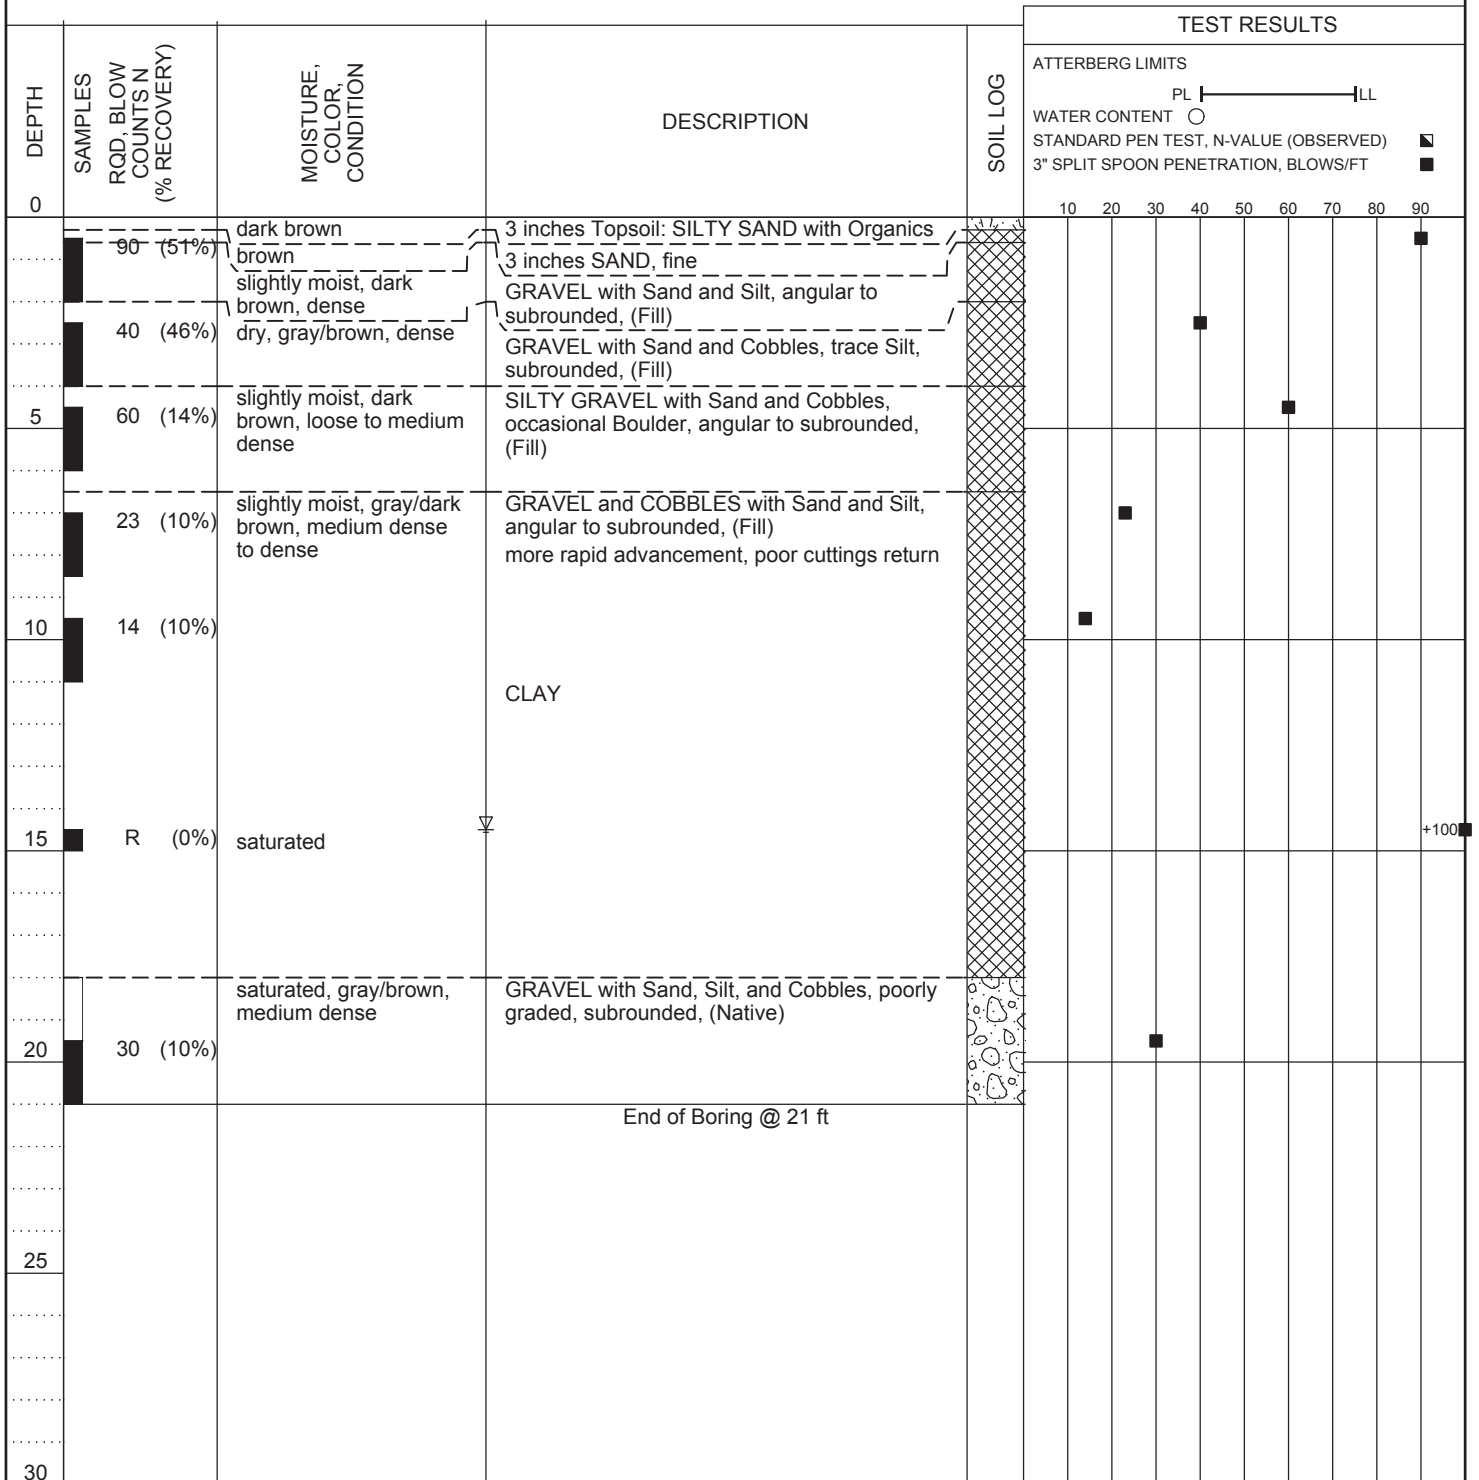 TEST RESULTS
DEPTH
SAMPLES
RQD, BLOW
COUNTS N
(% RECOVERY)
MOISTURE,
COLOR,
CONDITION
DESCRIPTION
SOIL LOG
ATTERBERG LIMITS
PL LL
WATER CONTENT
STANDARD PEN TEST, N-VALUE (OBSERVED)
3" SPLIT SPOON PENETRATION, BLOWS/FT
0
10 20 30 40 50 60 70 80 90
dark brown
3 inches Topsoil: SILTY SAND with Organics
90 (51%)
brown
3 inches SAND, fine
slightly moist, dark
brown, dense
GRAVEL with Sand and Silt, angular to
subrounded, (Fill)
40 (46%)
dry, gray/brown, dense
GRAVEL with Sand and Cobbles, trace Silt,
subrounded, (Fill)
5
60 (14%)
slightly moist, dark
brown, loose to medium
dense
SILTY GRAVEL with Sand and Cobbles,
occasional Boulder, angular to subrounded,
(Fill)
23 (10%)
slightly moist, gray/dark
brown, medium dense
to dense
GRAVEL and COBBLES with Sand and Silt,
angular to subrounded, (Fill)
more rapid advancement, poor cuttings return
10
14 (10%)
CLAY
15
R (0%)
saturated
+100
saturated, gray/brown,
medium dense
GRAVEL with Sand, Silt, and Cobbles, poorly
graded, subrounded, (Native)
20
30 (10%)
End of Boring @ 21 ft
25
30